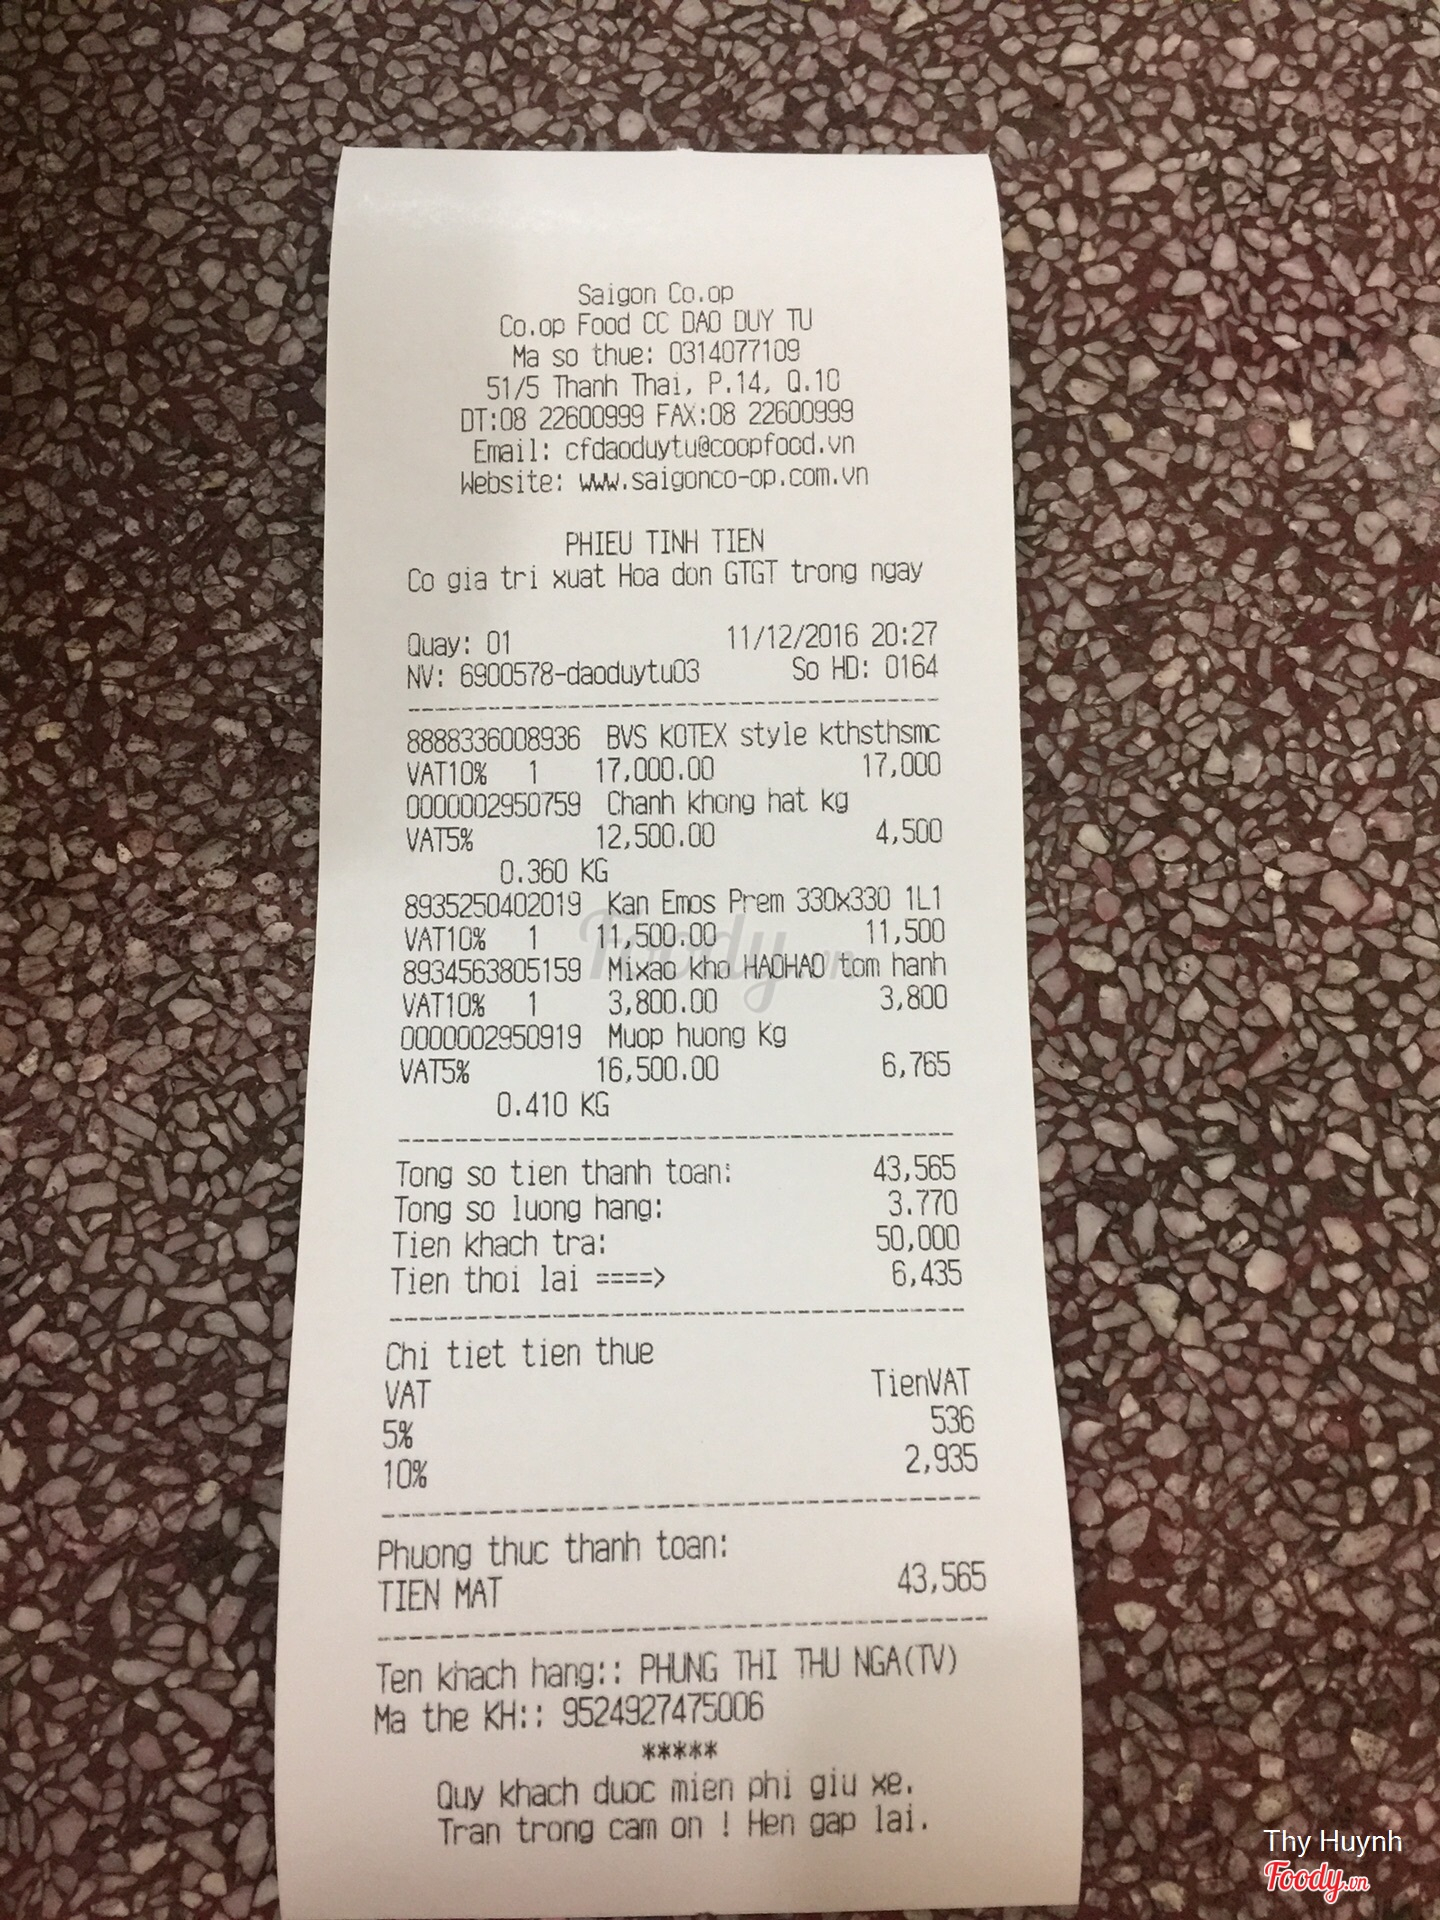 Saigon Co.op
Co.op Food CC DAO DUY TU
Ma so thue: 0314077109
51/5 Thanh Thai, P.14, Q.10
DT:08 22600999 FAX:08 22600999
Email: cfdaoduytu@coopfood.vn
Website: www.saigonco-op.com.vn
PHIEU TINH TIEN
Co gia tri xuat Hoa don GTGT trong ngay
Quay: 01 11/12/2016 20:27
NV: 6900578-daoduytu03 So HD: 0164
8888336008936 BVS KOTEX style kthsthsmc
VAT10% 1 17,000.00 17,000
0000002950759 Chanh khong hat kg
VAT5% 12,500.00 4,500
0.360 KG
8935250402019 Kan Emos Prem 330x330 1L1
VAT10% 1 11,500.00 11,500
8934563805159 Mixao kho HAOHAO tom hanh
VAT10% 1 3,800.00 3,800
0000002950919 Muop huong Kg
VAT5% 16,500.00 6,765
0.410 KG
Tong so tien thanh toan: 43,565
Tong so luong hang: 3.770
Tien khach tra: 50,000
Tien thoi lai ====> 6,435
Chi tiet tien thue
VAT TienVAT
5% 536
10% 2,935
Phuong thuc thanh toan:
TIEN MAT 43,565
Ten khach hang:: PHUNG THI THU NGA(TV)
Ma the KH:: 9524927475006
*****
Quy khach duoc mien phi giu xe.
Tran trong cam on ! Hen gap lai.
Foody.vn
Thy Huynh
Foody.vn